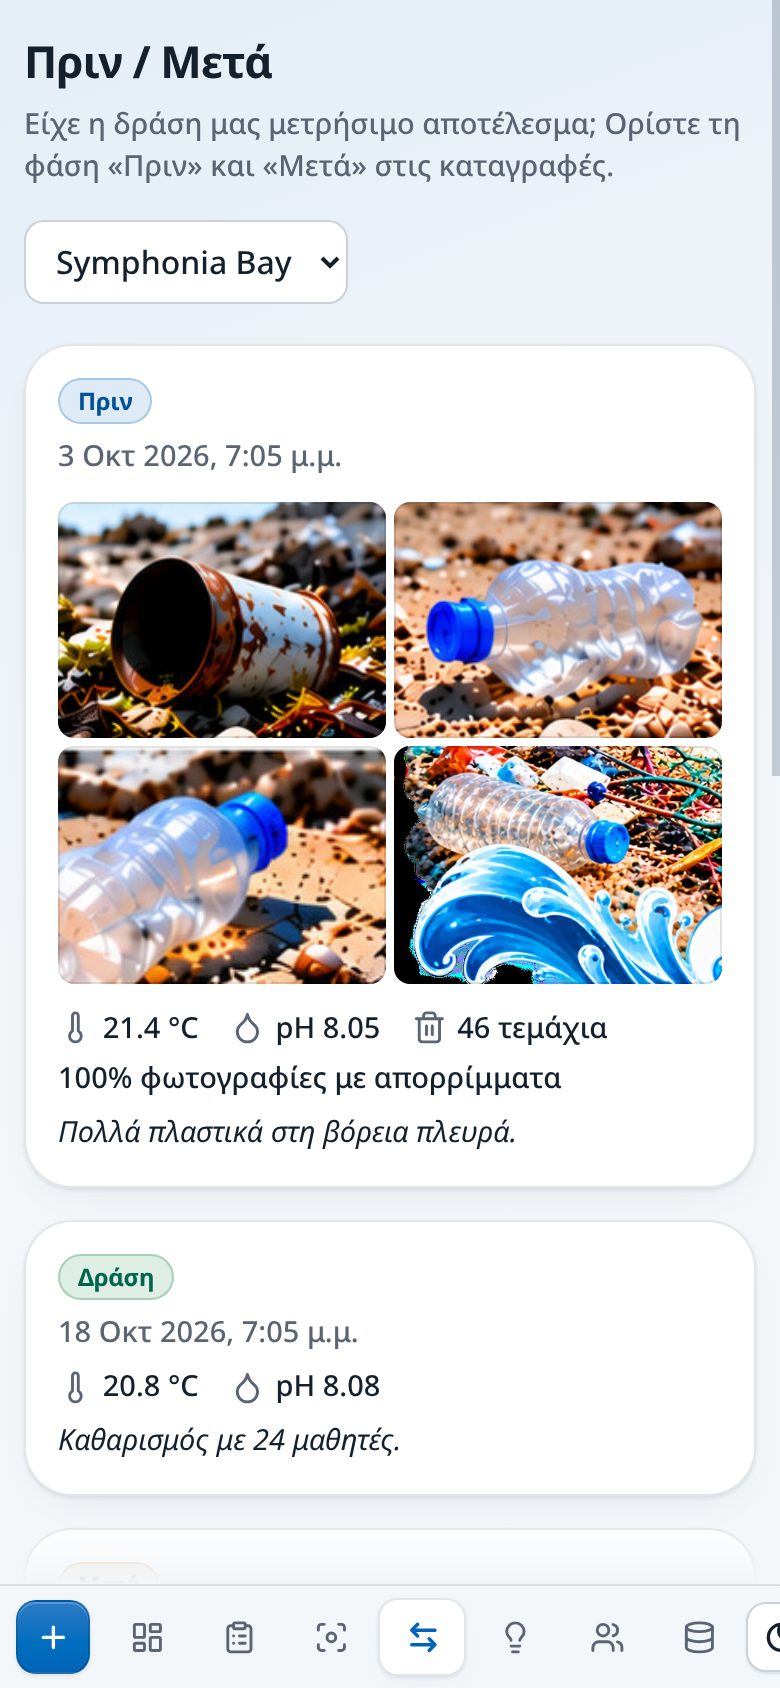 Πριν / Μετά
Είχε η δράση μας μετρήσιμο αποτέλεσμα; Ορίστε τη
φάση «Πριν» και «Μετά» στις καταγραφές.
Symphonia Bay
Πριν
3 Οκτ 2026, 7:05 μ.μ.
21.4 °C pH 8.05 46 τεμάχια
100% φωτογραφίες με απορρίμματα
Πολλά πλαστικά στη βόρεια πλευρά.
Δράση
18 Οκτ 2026, 7:05 μ.μ.
20.8 °C pH 8.08
Καθαρισμός με 24 μαθητές.